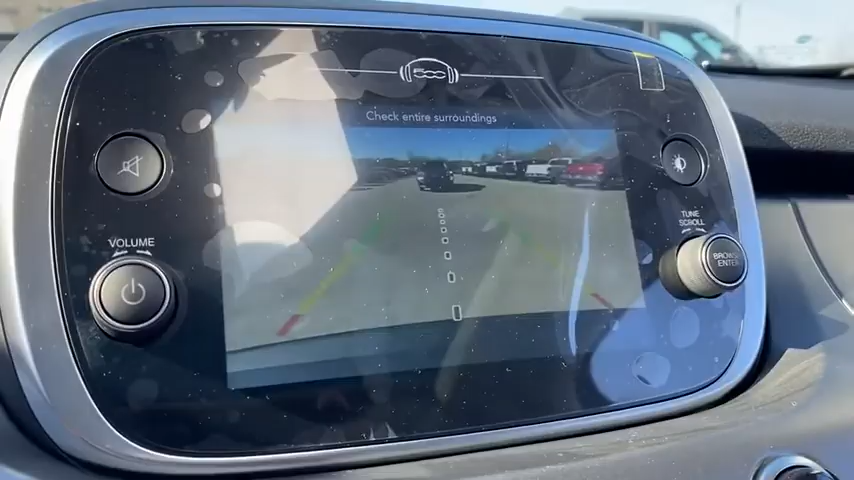 500
Check entire surroundings
VOLUME
TUNE
SCROLL
BROWSE
ENTER